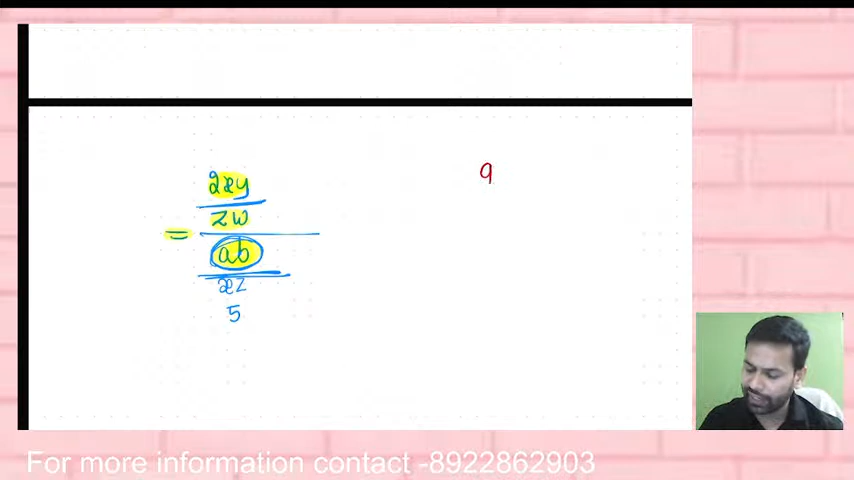 2xy
zw
=
ab
xz
5
9
For more information contact -8922862903